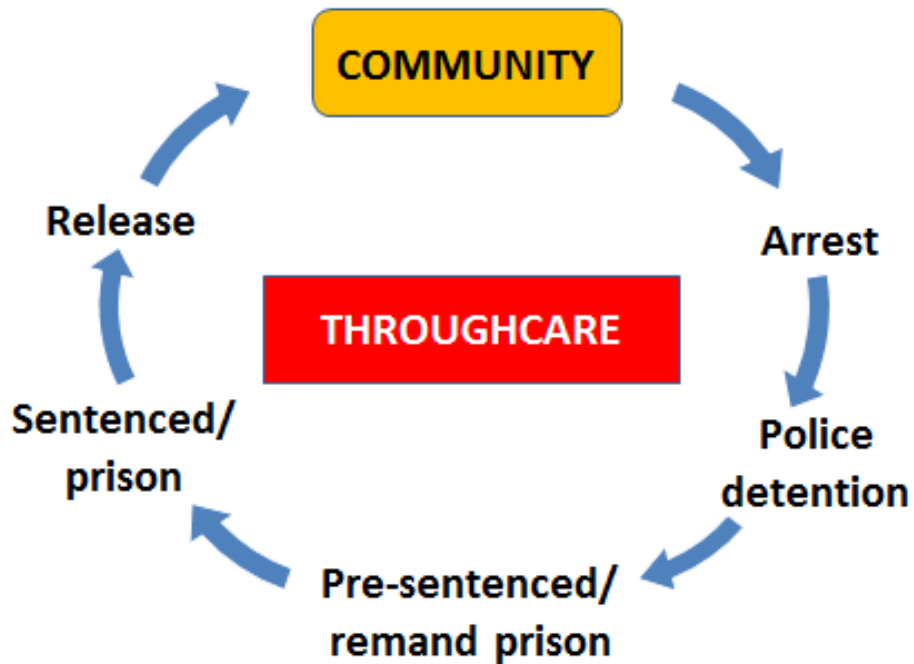 COMMUNITY
Arrest
Police
detention
Pre-sentenced/
remand prison
Sentenced/
prison
Release
THROUGHCARE